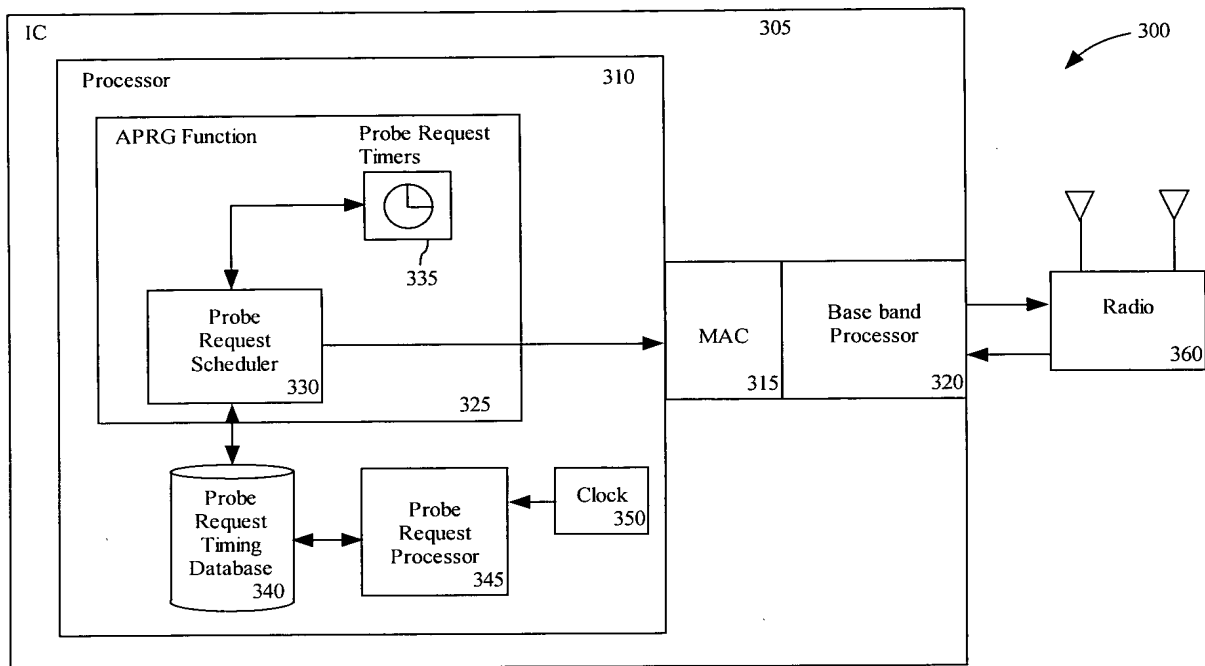 IC
305
300
Processor
310
APRG Function
Probe Request
Timers
335
Probe
Request
Scheduler
330
325
MAC
315
Base band
Processor
320
Radio
360
Probe
Request
Timing
Database
340
Probe
Request
Processor
345
Clock
350